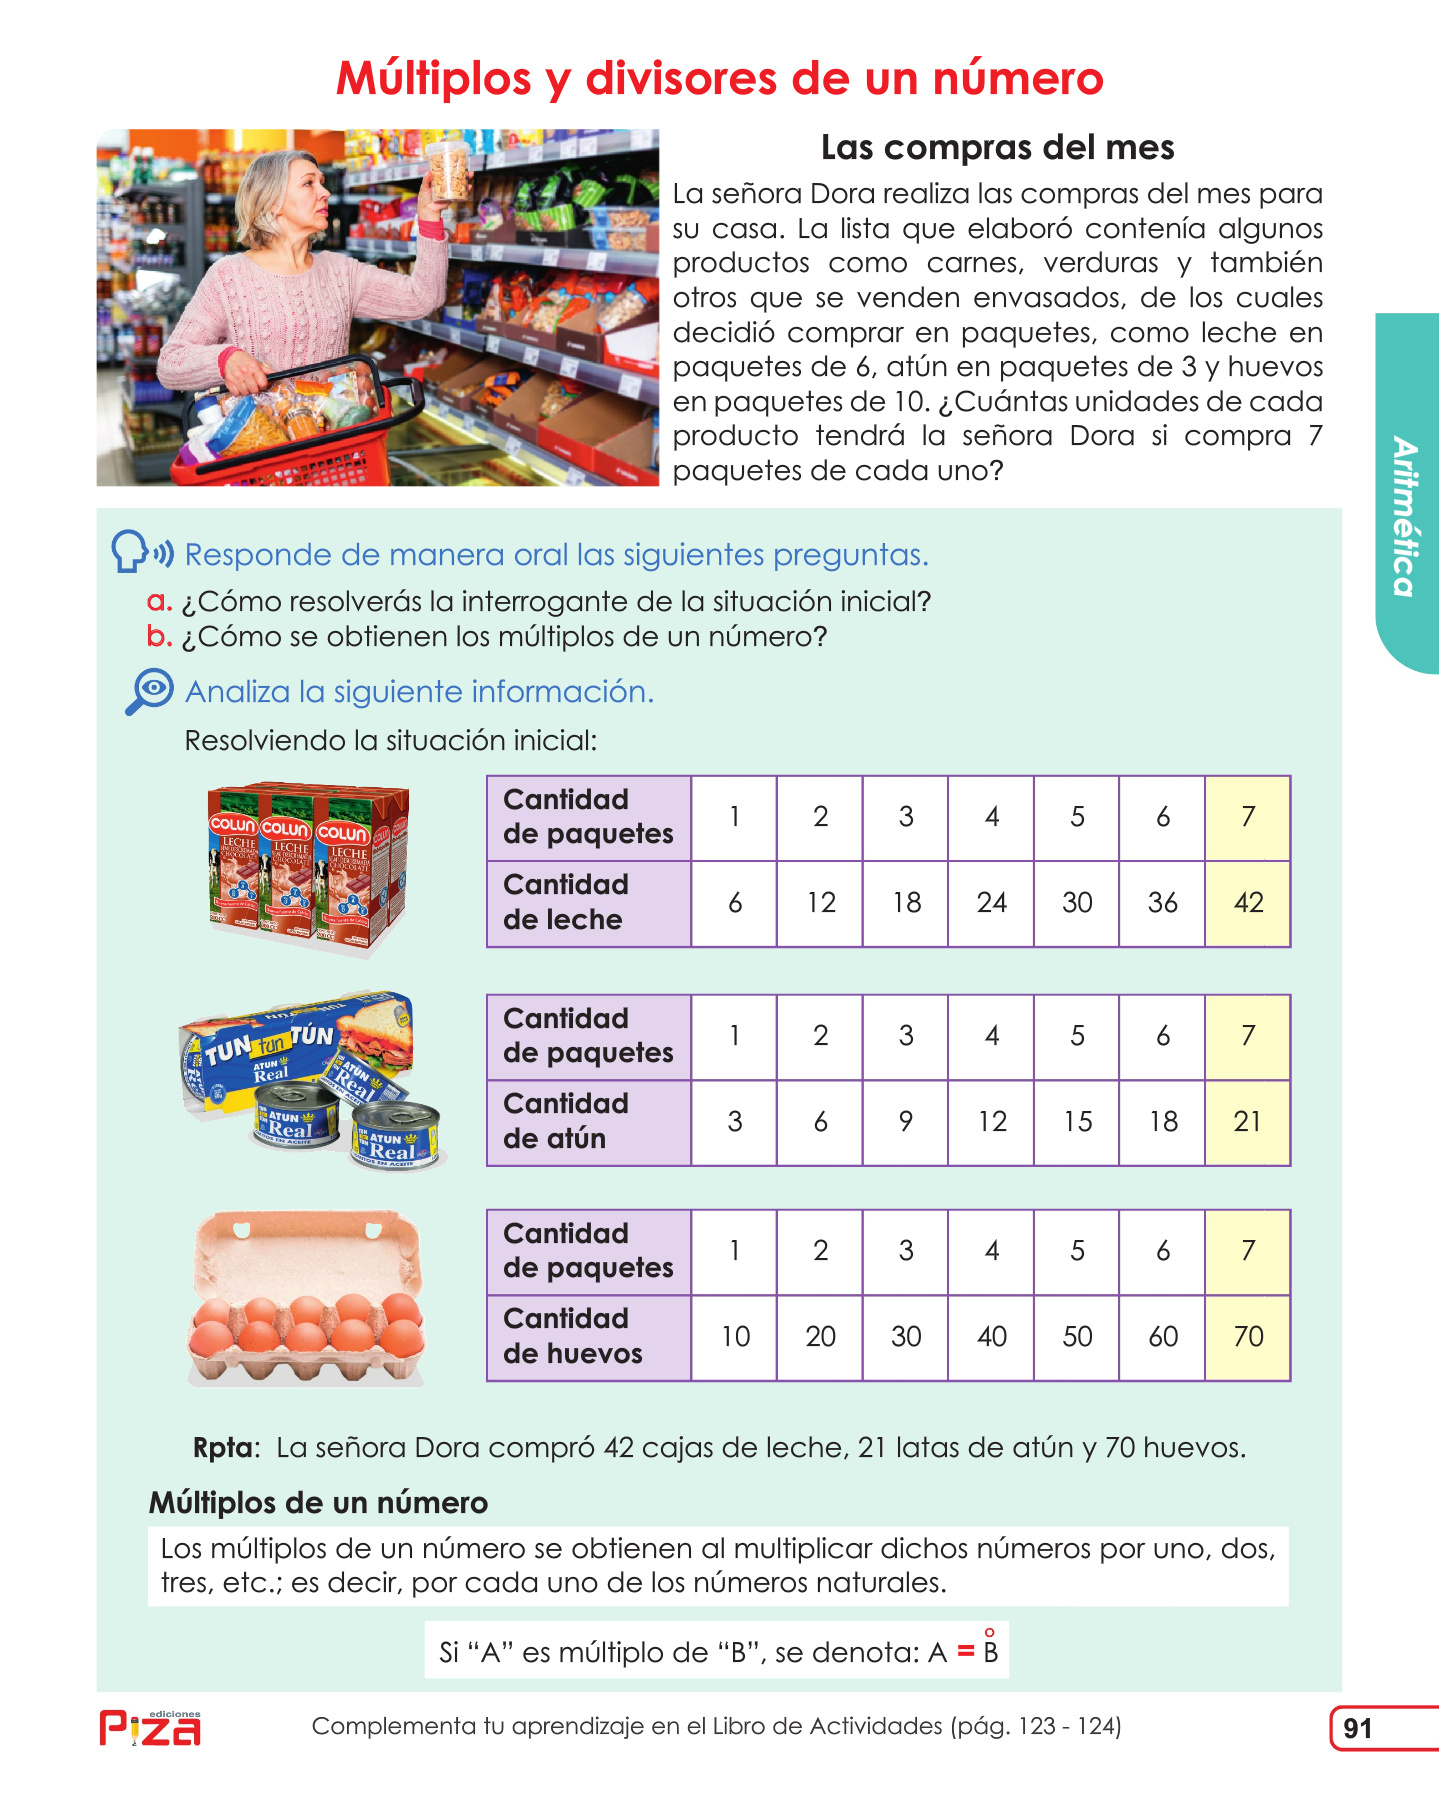 Múltiplos y divisores de un número
Las compras del mes
La señora Dora realiza las compras del mes para
su casa. La lista que elaboró contenía algunos
productos como carnes, verduras y también
otros que se venden envasados, de los cuales
decidió comprar en paquetes, como leche en
paquetes de 6, atún en paquetes de 3 y huevos
en paquetes de 10. ¿Cuántas unidades de cada
producto tendrá la señora Dora si compra 7
paquetes de cada uno?
Aritmética
Responde de manera oral las siguientes preguntas.
a. ¿Cómo resolverás la interrogante de la situación inicial?
b. ¿Cómo se obtienen los múltiplos de un número?
Analiza la siguiente información.
Resolviendo la situación inicial:
COLUN COLUN COLUN
LECHE LECHE LECHE
Cantidad
de paquetes 1 2 3 4 5 6 7
Cantidad
de leche 6 12 18 24 30 36 42
TUN tun TÚN
ATUN Real
ATUN Real
ATUN Real
ATUN Real
Cantidad
de paquetes 1 2 3 4 5 6 7
Cantidad
de atún 3 6 9 12 15 18 21
Cantidad
de paquetes 1 2 3 4 5 6 7
Cantidad
de huevos 10 20 30 40 50 60 70
Rpta: La señora Dora compró 42 cajas de leche, 21 latas de atún y 70 huevos.
Múltiplos de un número
Los múltiplos de un número se obtienen al multiplicar dichos números por uno, dos,
tres, etc.; es decir, por cada uno de los números naturales.
Si “A” es múltiplo de “B”, se denota: A = B̊
ediciones
Piza
Complementa tu aprendizaje en el Libro de Actividades (pág. 123 - 124)
91